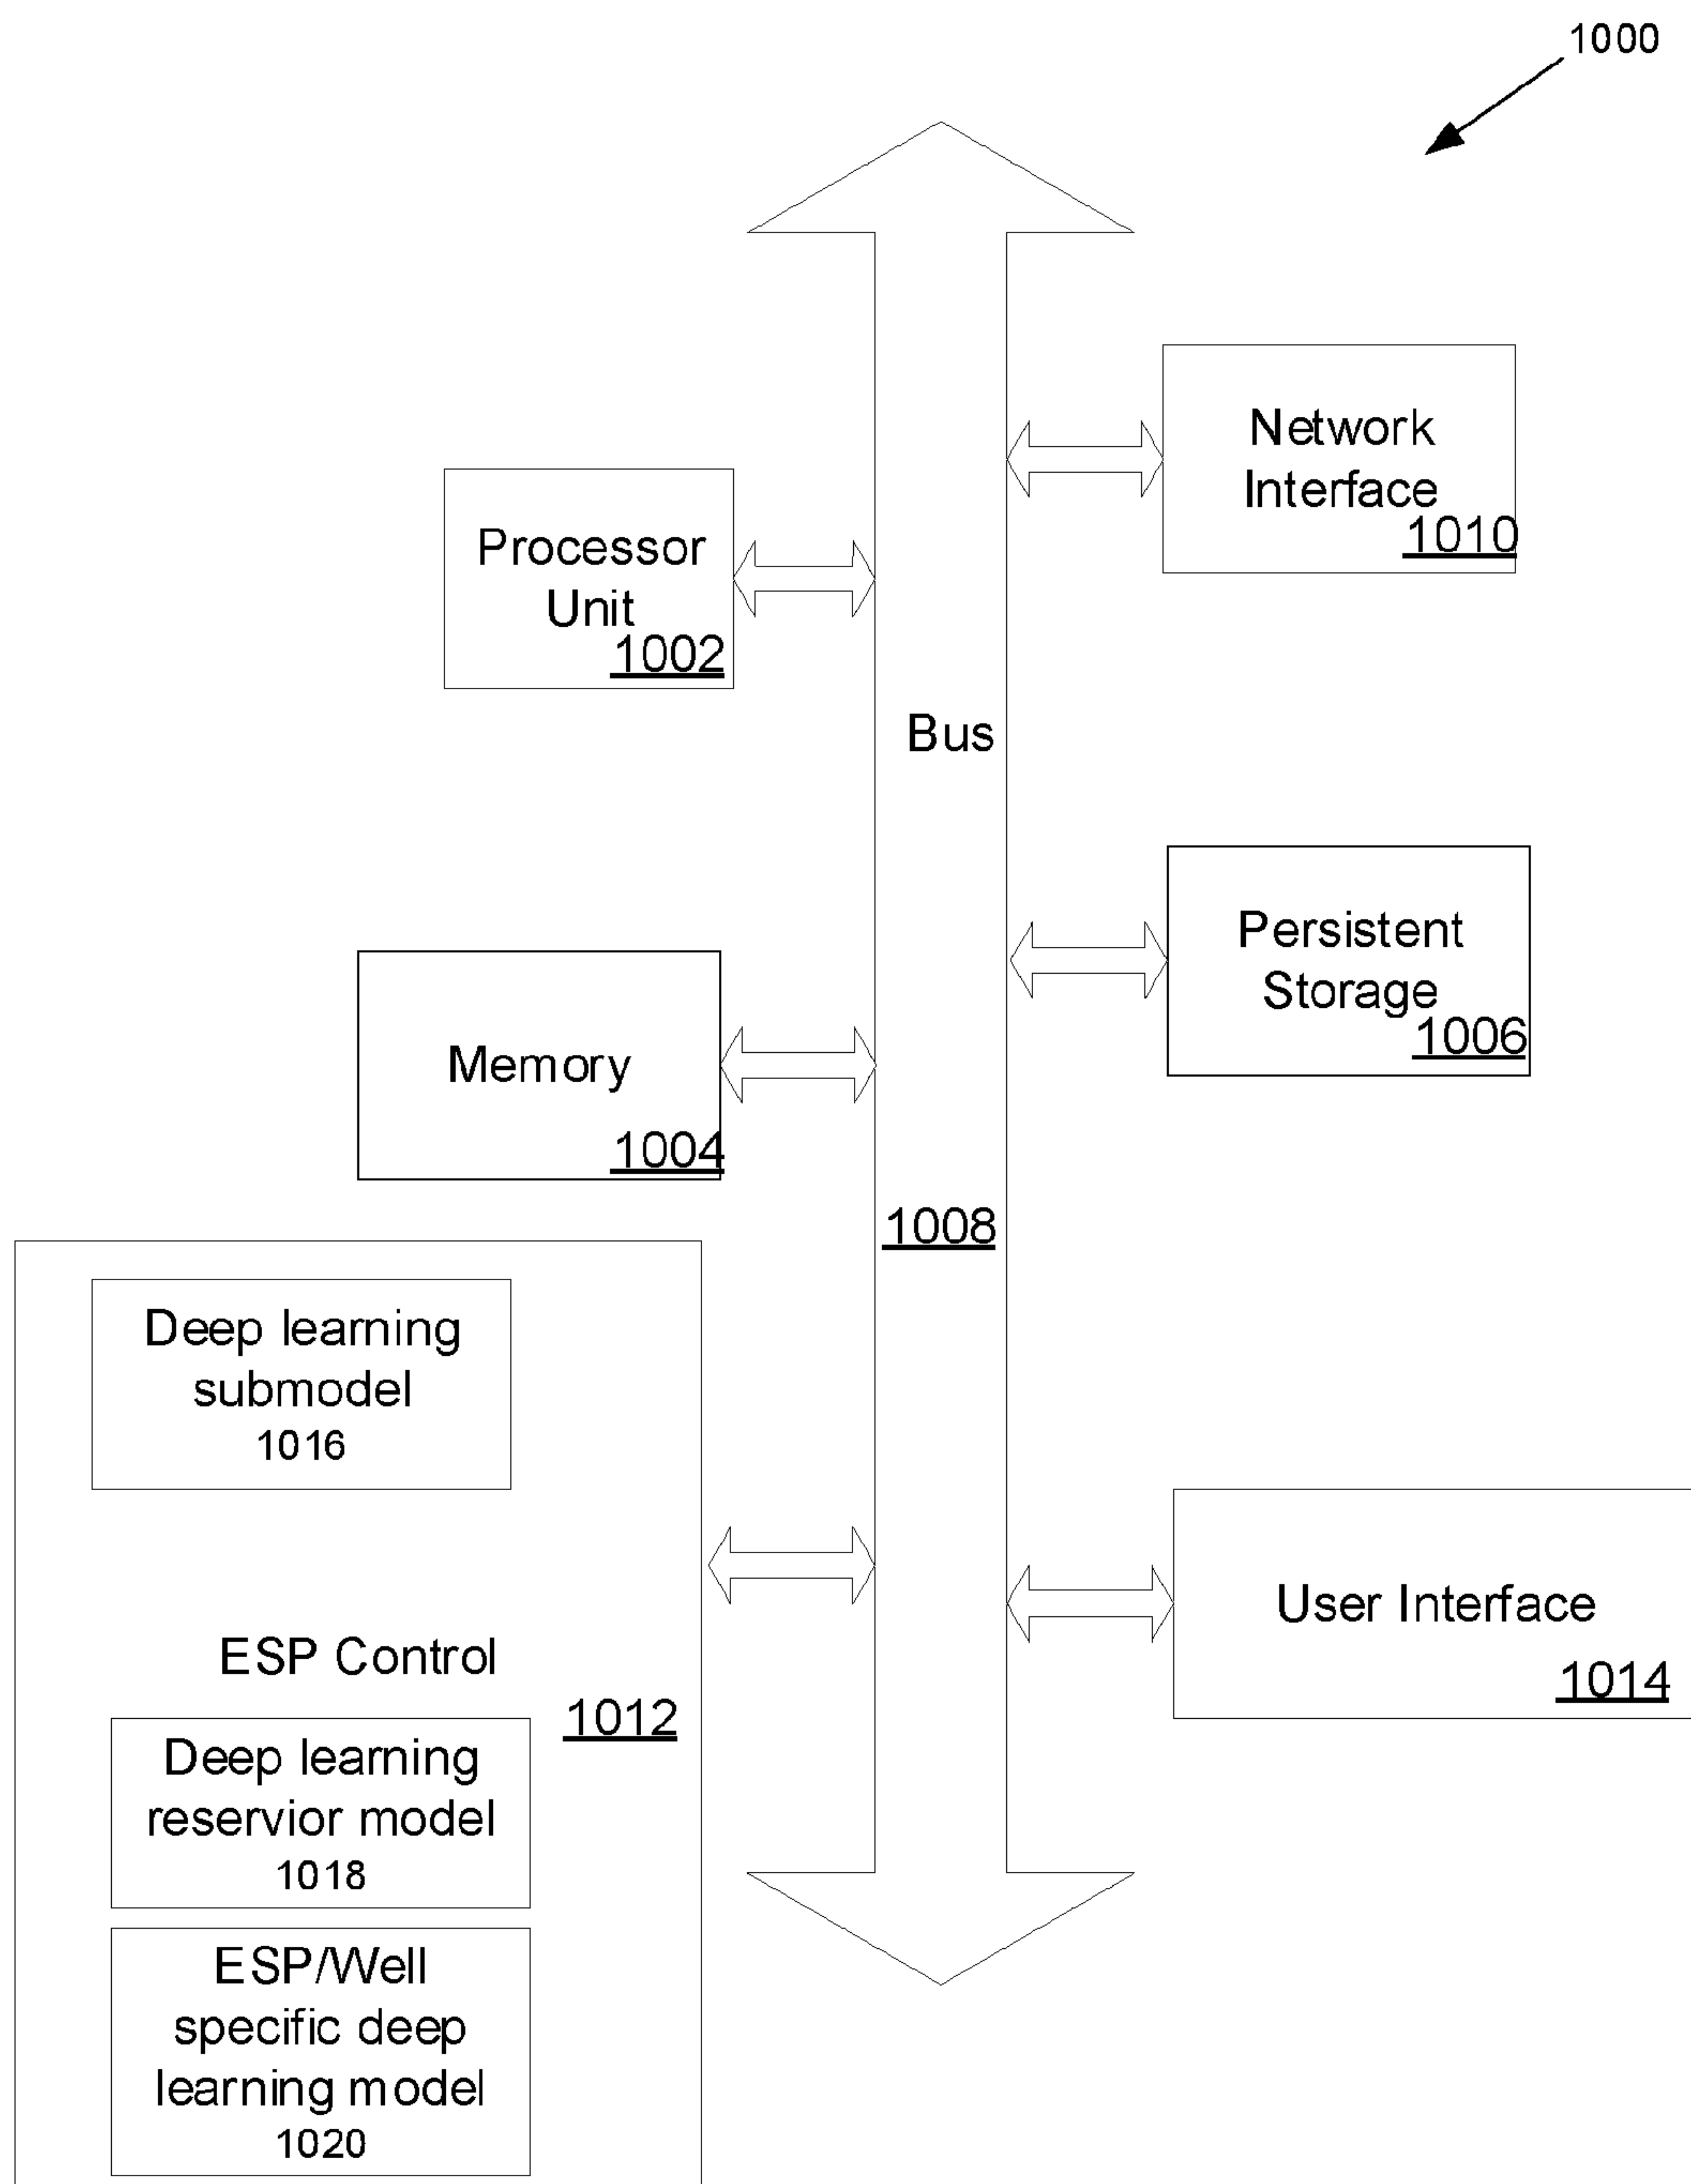 1000
Network
Interface
1010
Processor
Unit
1002
Bus
Persistent
Storage
1006
Memory
1004
1008
Deep learning
submodel
1016
User Interface
1014
ESP Control
1012
Deep learning
reservior model
1018
ESP/Well
specific deep
learning model
1020